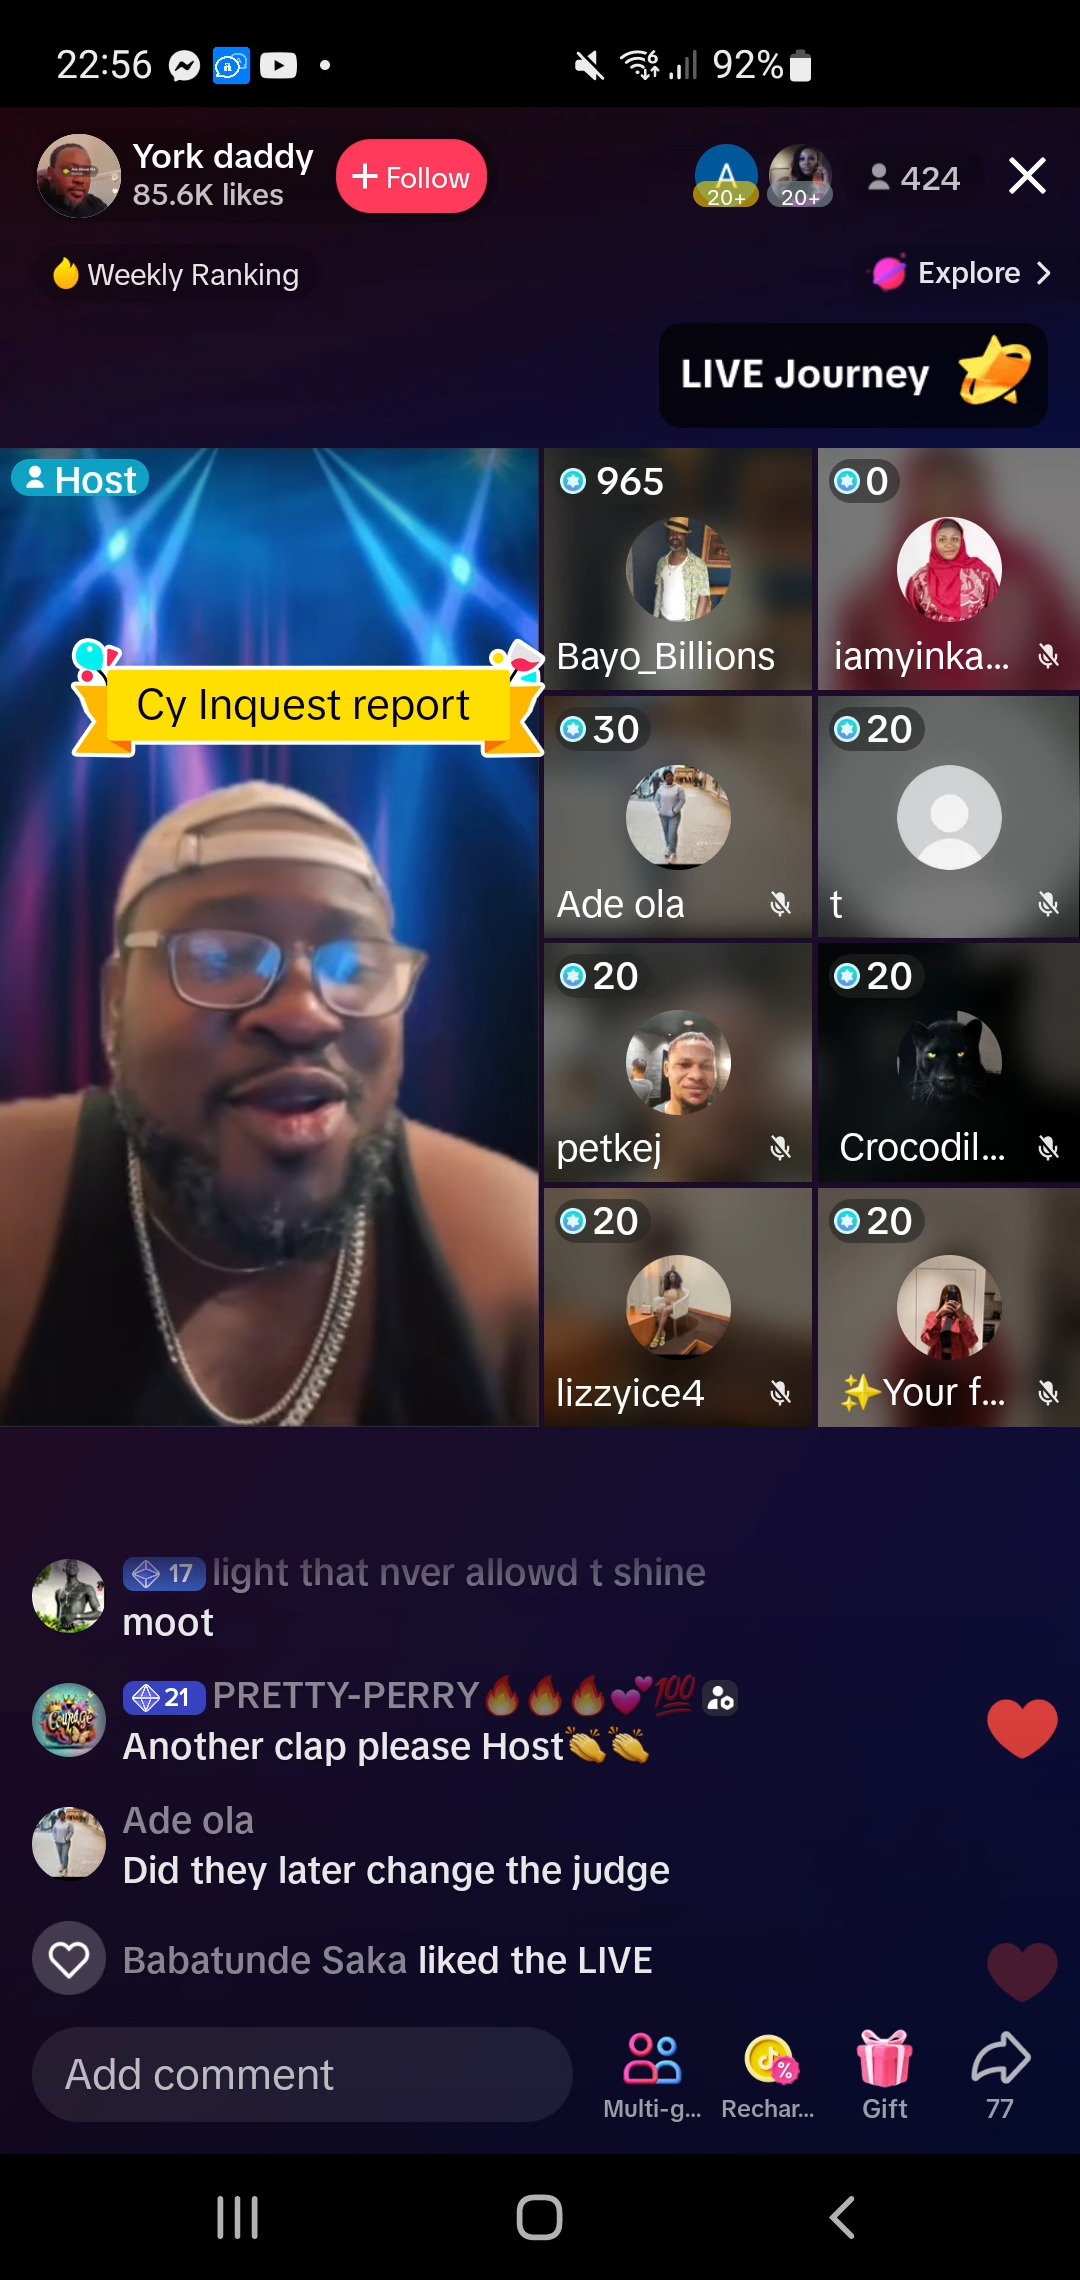 22:56
92%
York daddy
85.6K likes
+ Follow
A
20+
20+
424
Weekly Ranking
Explore >
LIVE Journey
Host
Cy Inquest report
965
Bayo_Billions
0
iamyinka...
30
Ade ola
20
t
20
petkej
20
Crocodil...
20
lizzyice4
20
✨Your f...
17 light that nver allowd t shine
moot
21 PRETTY-PERRY🔥🔥🔥💕💯
Another clap please Host👏👏
Ade ola
Did they later change the judge
Babatunde Saka liked the LIVE
Add comment
Multi-g...
Rechar...
Gift
77